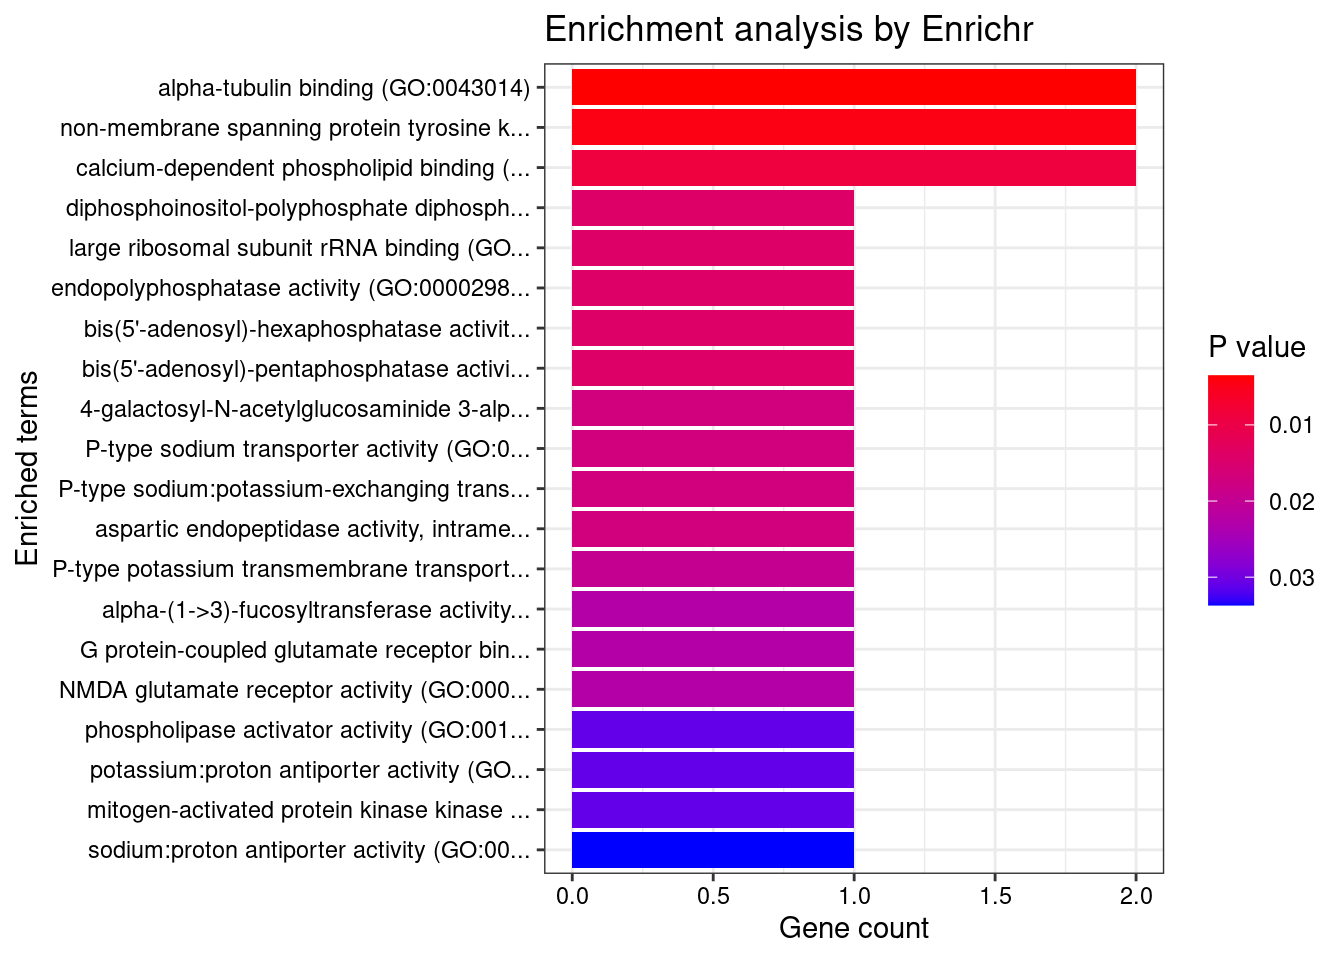 Enrichment analysis by Enrichr
alpha-tubulin binding (GO:0043014)
non-membrane spanning protein tyrosine k...
calcium-dependent phospholipid binding (...
diphosphoinositol-polyphosphate diphosph...
large ribosomal subunit rRNA binding (GO...
endopolyphosphatase activity (GO:0000298...
bis(5'-adenosyl)-hexaphosphatase activit...
bis(5'-adenosyl)-pentaphosphatase activi...
4-galactosyl-N-acetylglucosaminide 3-alp...
P-type sodium transporter activity (GO:0...
P-type sodium:potassium-exchanging trans...
aspartic endopeptidase activity, intrame...
P-type potassium transmembrane transport...
alpha-(1->3)-fucosyltransferase activity...
G protein-coupled glutamate receptor bin...
NMDA glutamate receptor activity (GO:000...
phospholipase activator activity (GO:001...
potassium:proton antiporter activity (GO...
mitogen-activated protein kinase kinase ...
sodium:proton antiporter activity (GO:00...
Enriched terms
0.0 0.5 1.0 1.5 2.0
Gene count
P value
0.01
0.02
0.03